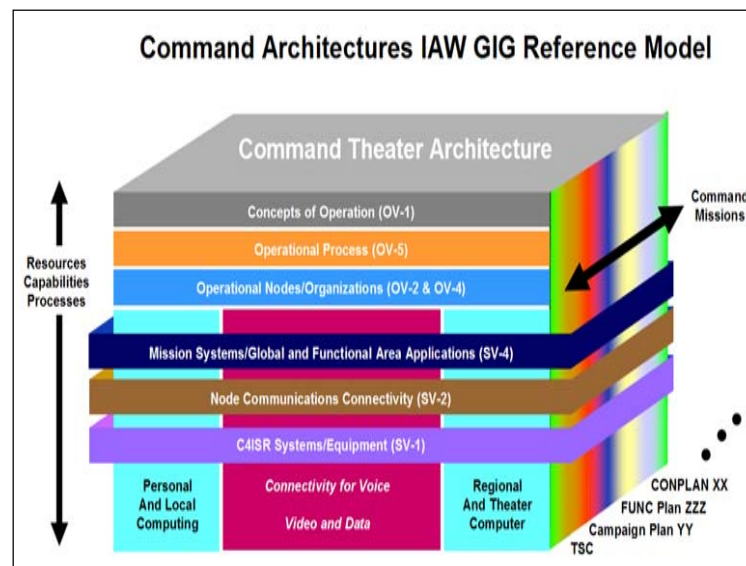 Command Architectures IAW GIG Reference Model
Command Theater Architecture
Concepts of Operation (OV-1)
Operational Process (OV-5)
Operational Nodes/Organizations (OV-2 & OV-4)
Mission Systems/Global and Functional Area Applications (SV-4)
Node Communications Connectivity (SV-2)
C4ISR Systems/Equipment (SV-1)
Resources
Capabilities
Processes
Command
Missions
Personal
And Local
Computing
Connectivity for Voice
Video and Data
Regional
And Theater
Computer
CONPLAN XX
FUNC Plan ZZZ
Campaign Plan YY
TSC